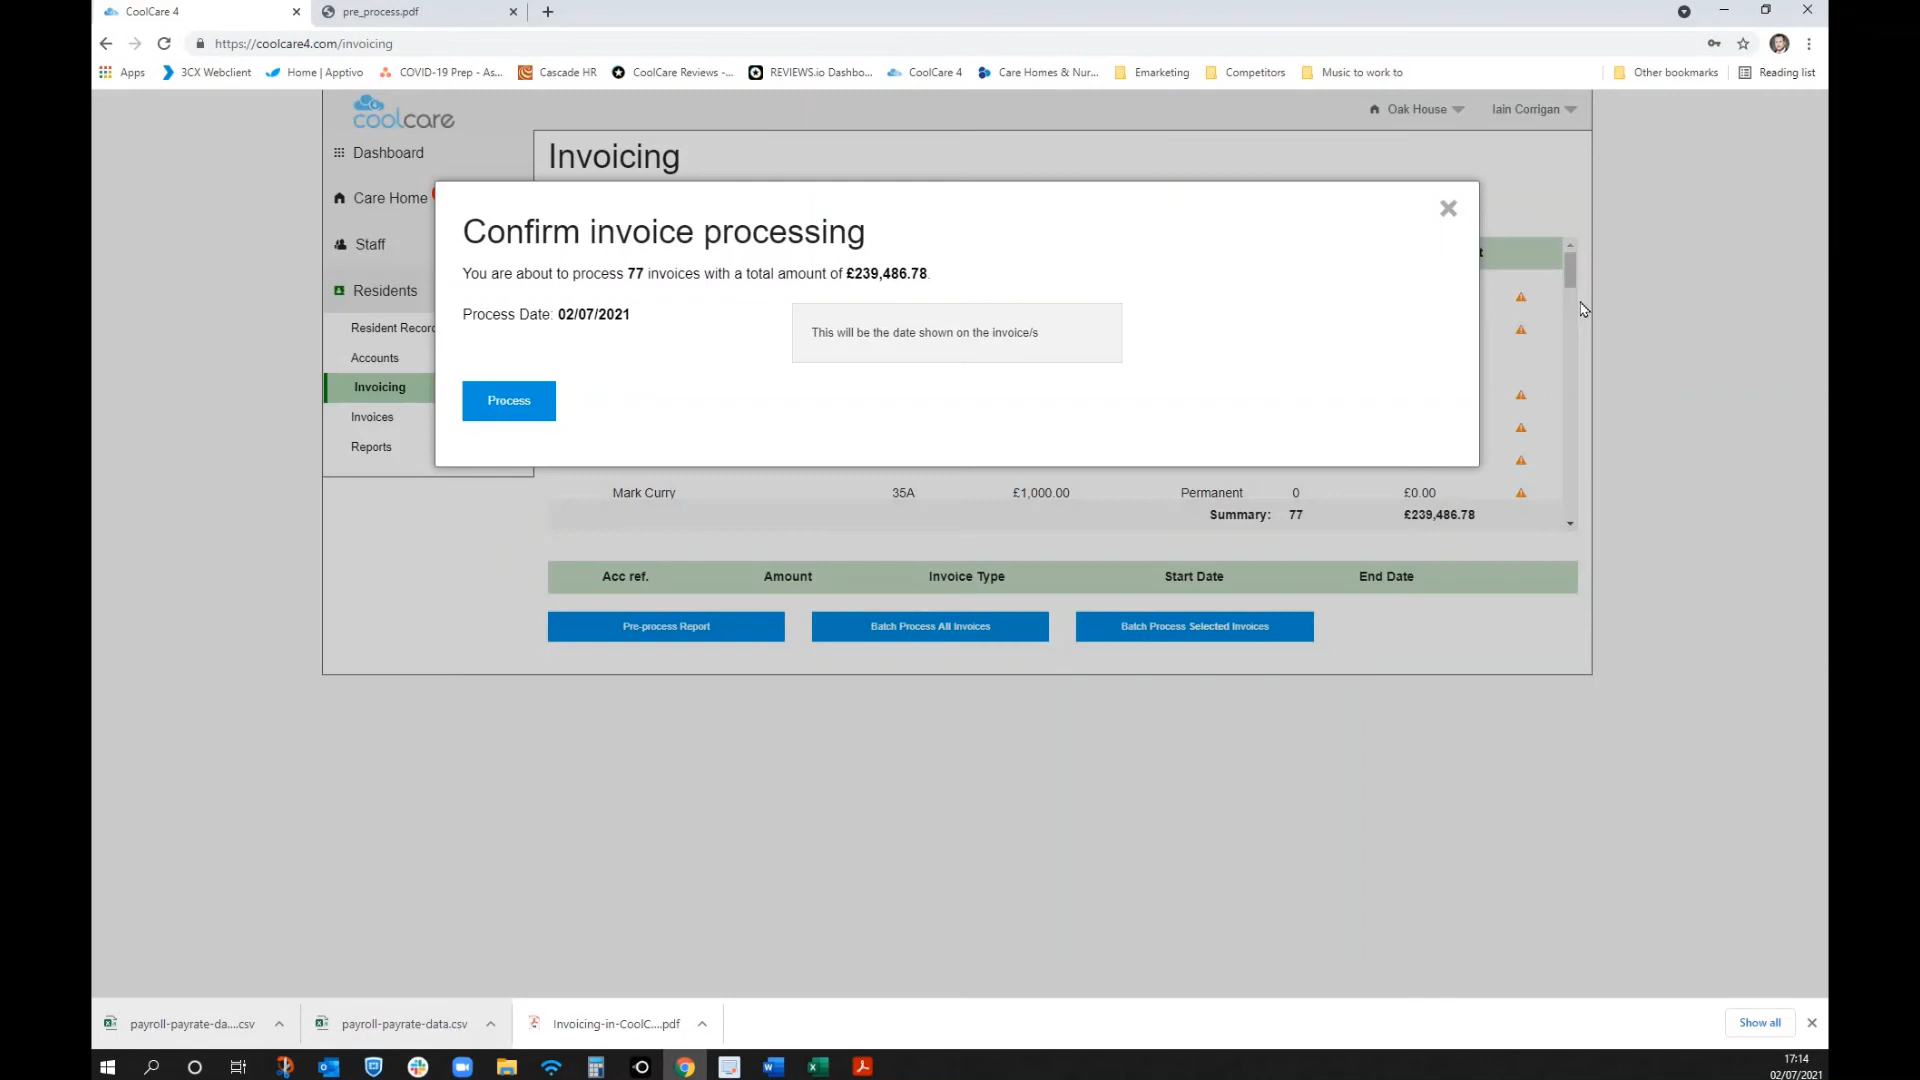 CoolCare 4
pre_process.pdf
https://coolcare4.com/invoicing
Apps
3CX Webclient
Home | Apptivo
COVID-19 Prep - As...
Cascade HR
CoolCare Reviews -...
REVIEWS.io Dashbo...
CoolCare 4
Care Homes & Nur...
Emarketing
Competitors
Music to work to
Other bookmarks
Reading list
coolcare
Oak House
Iain Corrigan
Dashboard
Care Home
Staff
Residents
Resident Recor
Accounts
Invoicing
Invoices
Reports
Invoicing
Confirm invoice processing
You are about to process 77 invoices with a total amount of £239,486.78.
Process Date: 02/07/2021
This will be the date shown on the invoice/s
Process
Mark Curry 35A £1,000.00 Permanent 0 £0.00
Summary: 77 £239,486.78
Acc ref. Amount Invoice Type Start Date End Date
Pre-process Report
Batch Process All Invoices
Batch Process Selected Invoices
payroll-payrate-da....csv
payroll-payrate-data.csv
Invoicing-in-CoolC....pdf
Show all
17:14
02/07/2021